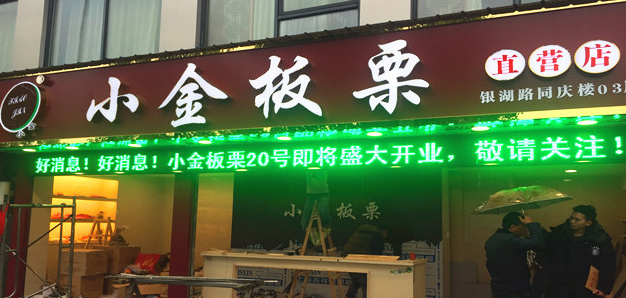 小金板栗
直营店
银湖路同庆楼03
好消息！好消息！小金板栗20号即将盛大开业，敬请关注！
小金板栗